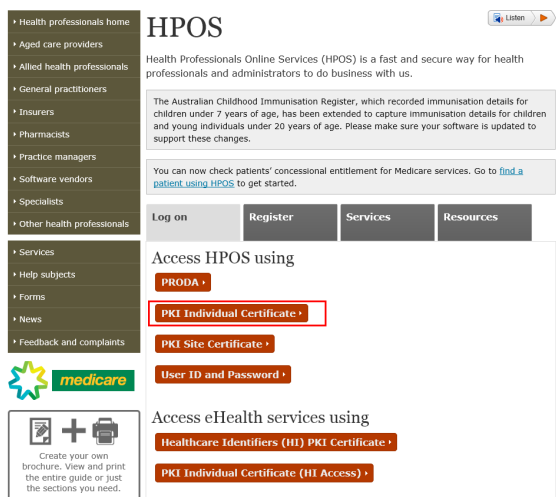 Health professionals home
Aged care providers
Allied health professionals
General practitioners
Insurers
Pharmacists
Practice managers
Software vendors
Specialists
Other health professionals
Services
Help subjects
Forms
News
Feedback and complaints
medicare
Create your own
brochure. View and print
the entire guide or just
the sections you need.
HPOS
Listen
Health Professionals Online Services (HPOS) is a fast and secure way for health
professionals and administrators to do business with us.
The Australian Childhood Immunisation Register, which recorded immunisation details for
children under 7 years of age, has been extended to capture immunisation details for children
and young individuals under 20 years of age. Please make sure your software is updated to
support these changes.
You can now check patients' concessional entitlement for Medicare services. Go to find a
patient using HPOS to get started.
Log on
Register
Services
Resources
Access HPOS using
PRODA
PKI Individual Certificate
PKI Site Certificate
User ID and Password
Access eHealth services using
Healthcare Identifiers (HI) PKI Certificate
PKI Individual Certificate (HI Access)